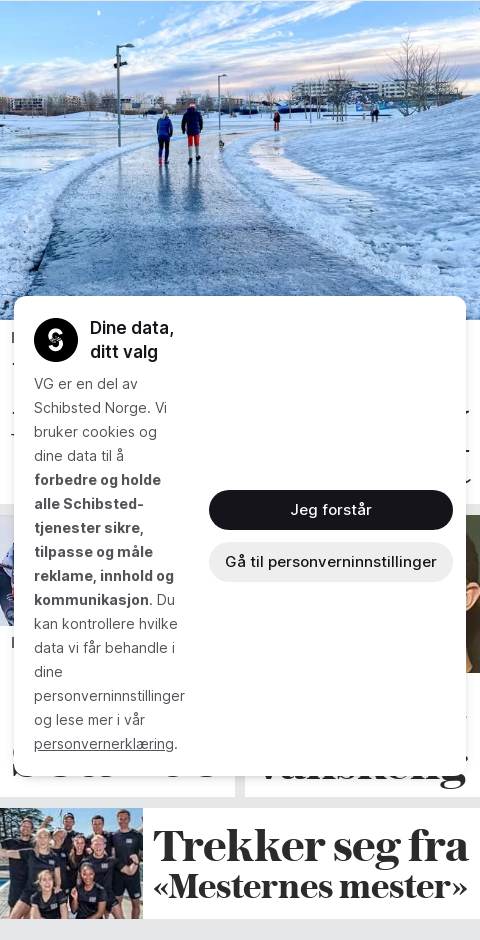 Dine data,
ditt valg
VG er en del av
Schibsted Norge. Vi
bruker cookies og
dine data til å
forbedre og holde
alle Schibsted-
tjenester sikre,
tilpasse og måle
reklame, innhold og
kommunikasjon. Du
kan kontrollere hvilke
data vi får behandle i
dine
personverninnstillinger
og lese mer i vår
personvernerklæring.
Jeg forstår
Gå til personverninnstillinger
Trekker seg fra
«Mesternes mester»